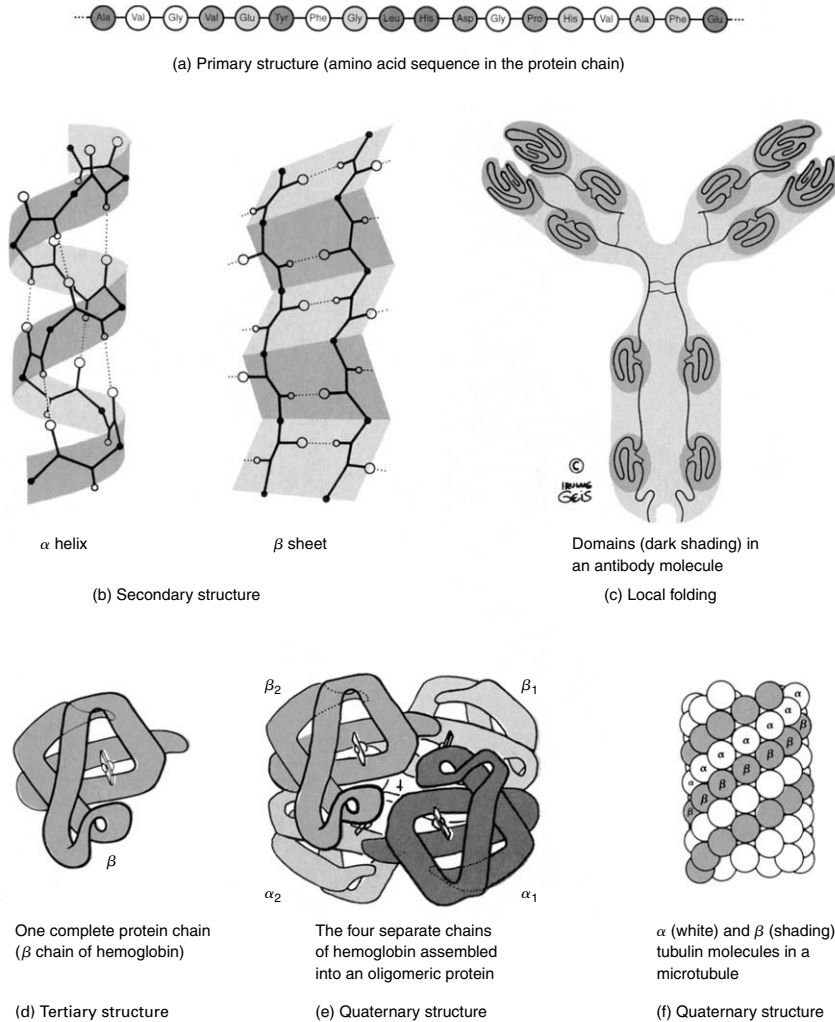 Ala Val Gly Val Glu Tyr Phe Gly Leu His Asp Gly Pro His Val Ala Phe Glu
(a) Primary structure (amino acid sequence in the protein chain)
©
IRVING
GEIS
α helix
β sheet
Domains (dark shading) in
an antibody molecule
(b) Secondary structure
(c) Local folding
β
β2
β1
α2
α1
α
α
α
α
α
α
β
β
β
β
β
β
One complete protein chain
(β chain of hemoglobin)
The four separate chains
of hemoglobin assembled
into an oligomeric protein
α (white) and β (shading)
tubulin molecules in a
microtubule
(d) Tertiary structure
(e) Quaternary structure
(f) Quaternary structure